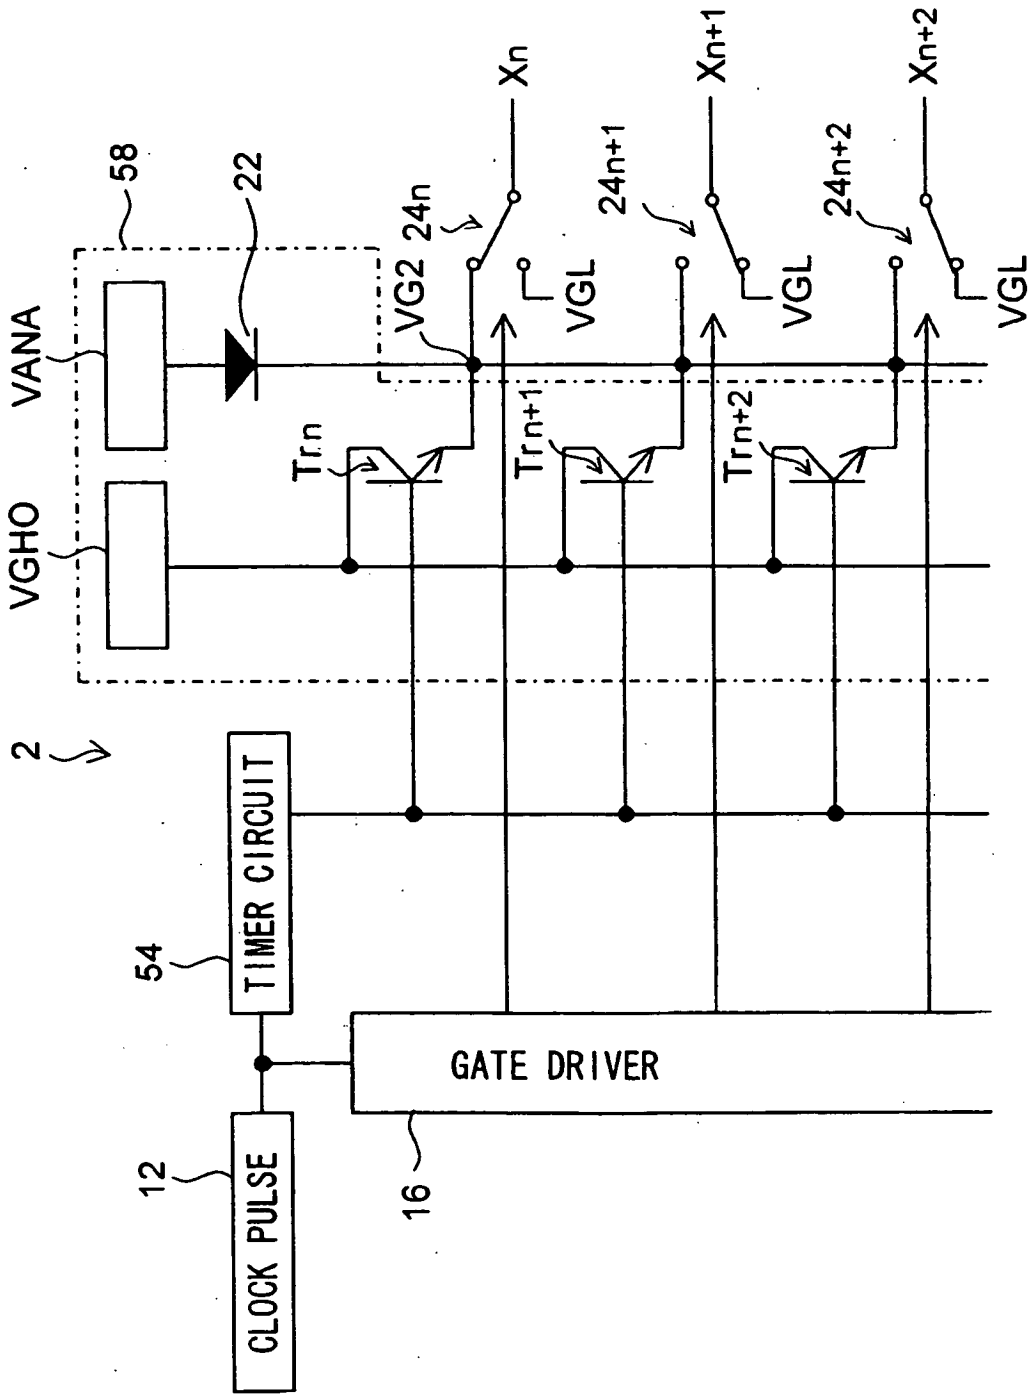 VANA
VGHO
58
22
2
VG2
24n
Xn
VGL
Trn
24n+1
Xn+1
VGL
Trn+1
24n+2
Xn+2
VGL
Trn+2
54
TIMER CIRCUIT
12
CLOCK PULSE
16
GATE DRIVER